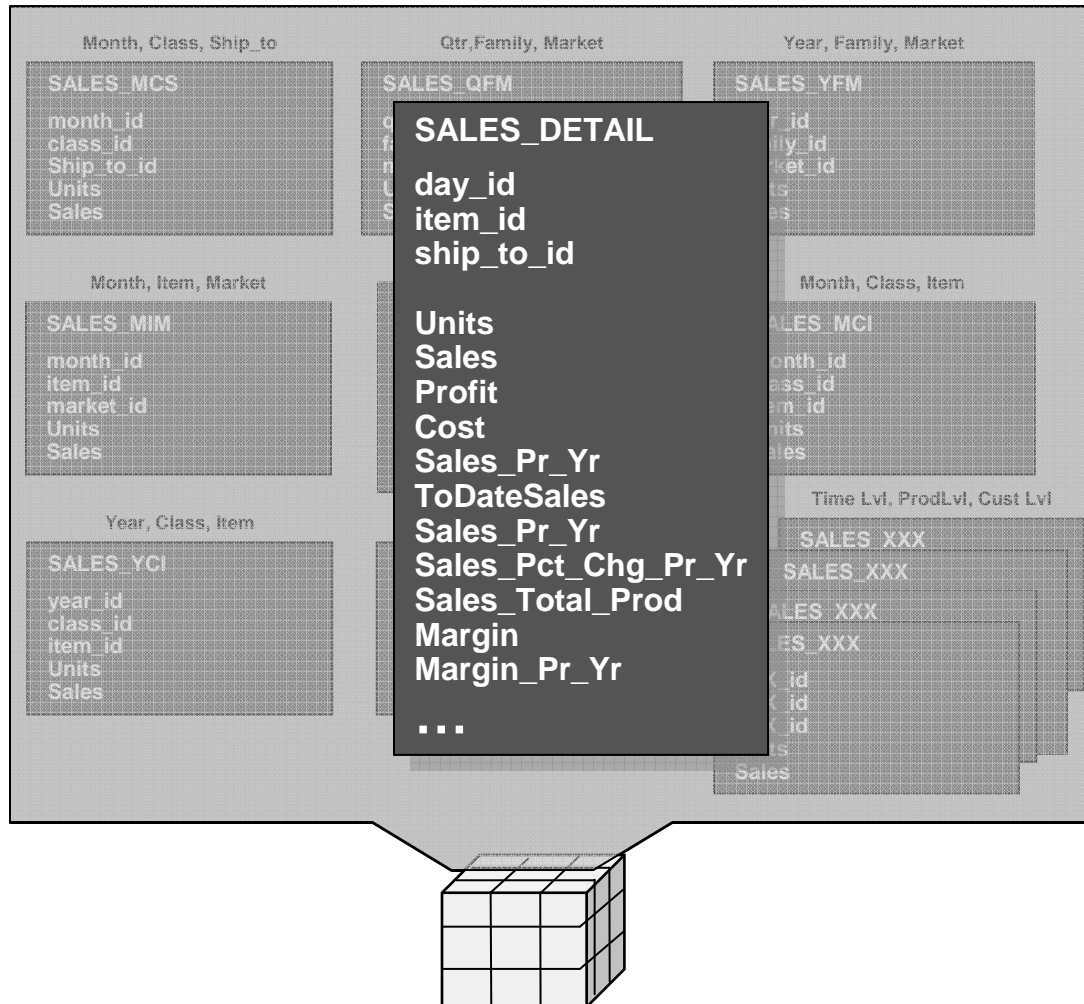 Month, Class, Ship_to
SALES_MCS
month_id
class_id
Ship_to_id
Units
Sales
Qtr,Family, Market
SALES_QFM
Year, Family, Market
SALES_YFM
SALES_DETAIL
day_id
item_id
ship_to_id
Units
Sales
Profit
Cost
Sales_Pr_Yr
ToDateSales
Sales_Pr_Yr
Sales_Pct_Chg_Pr_Yr
Sales_Total_Prod
Margin
Margin_Pr_Yr
...
Month, Item, Market
SALES_MIM
month_id
item_id
market_id
Units
Sales
Month, Class, Item
Year, Class, Item
SALES_YCI
year_id
class_id
item_id
Units
Sales
Time Lvl, ProdLvl, Cust Lvl
SALES_XXX
SALES_XXX
Sales